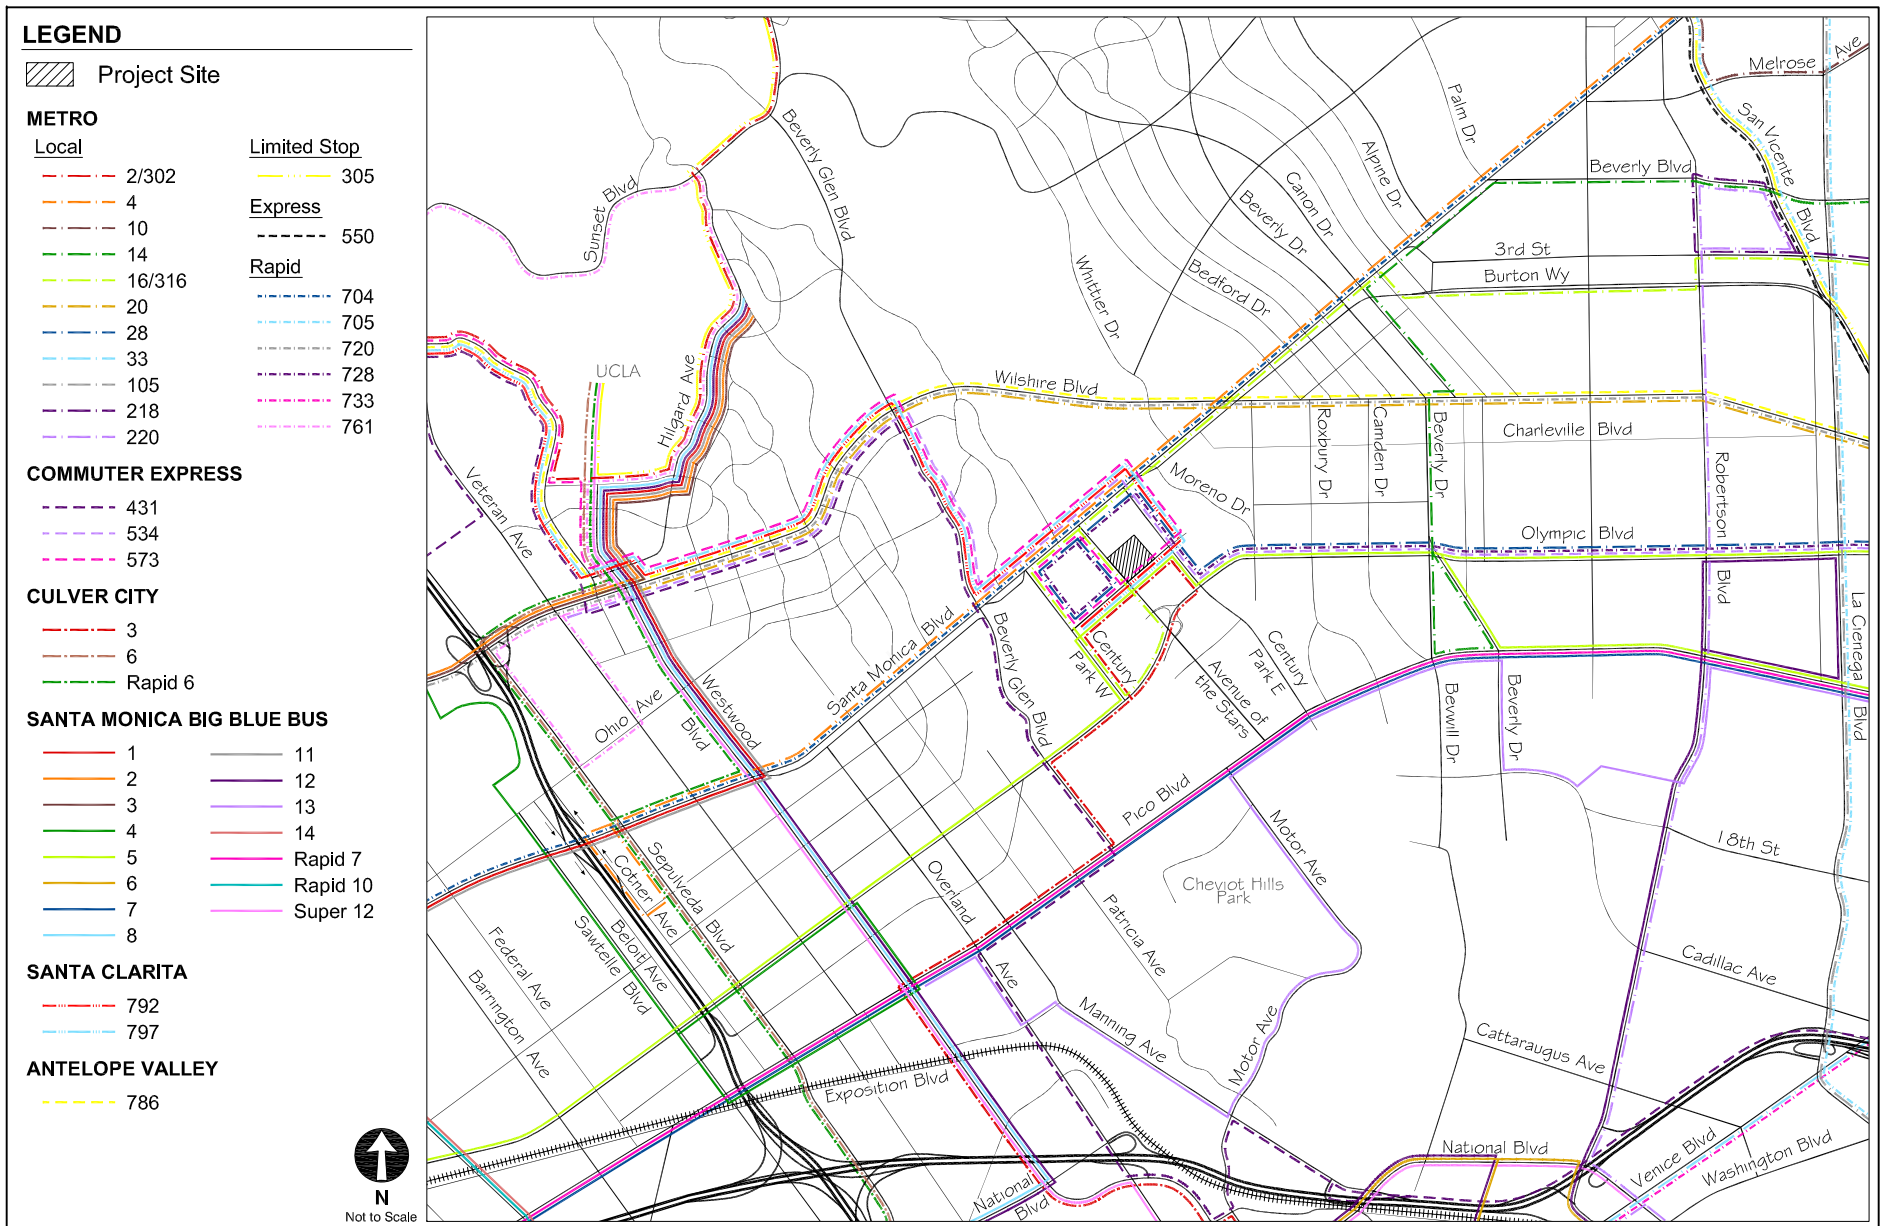 LEGEND
Project Site
METRO
Local
2/302
4
10
14
16/316
20
28
33
105
218
220
Limited Stop
305
Express
550
Rapid
704
705
720
728
733
761
COMMUTER EXPRESS
431
534
573
CULVER CITY
3
6
Rapid 6
SANTA MONICA BIG BLUE BUS
1
2
3
4
5
6
7
8
11
12
13
14
Rapid 7
Rapid 10
Super 12
SANTA CLARITA
792
797
ANTELOPE VALLEY
786
N
Not to Scale
Melrose Ave
San Vicente Blvd
Palm Dr
Beverly Glen Blvd
Alpine Dr
Beverly Blvd
Canon Dr
Sunset Blvd
Beverly Dr
3rd St
Burton Wy
Whittier Dr
Bedford Dr
UCLA
Hilgard Ave
Wilshire Blvd
Roxbury Dr
Camden Dr
Beverly Dr
Charleville Blvd
Robertson Blvd
Moreno Dr
Veteran Ave
Olympic Blvd
La Cienega Blvd
Santa Monica Blvd
Beverly Glen Blvd
Century Park W
Avenue of the Stars
Century Park E
Ohio Ave
Westwood Blvd
Beverly Dr
Bevwill Dr
Pico Blvd
Motor Ave
18th St
Cotner Ave
Sepulveda Blvd
Overland Ave
Cheviot Hills
Park
Patricia Ave
Federal Ave
Beloit Ave
Sawtelle Blvd
Barrington Ave
Cadillac Ave
Manning Ave
Motor Ave
Cattaraugus Ave
Exposition Blvd
National Blvd
Venice Blvd
Washington Blvd
National Blvd